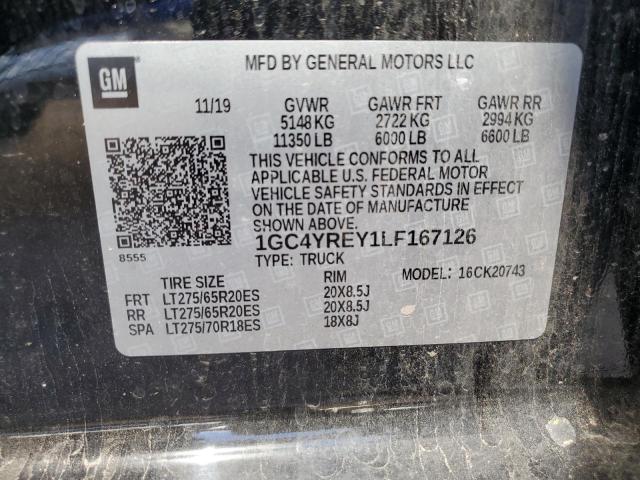 GM
MFD BY GENERAL MOTORS LLC
11/19 GVWR GAWR FRT GAWR RR
5148 KG 2722 KG 2994 KG
11350 LB 6000 LB 6600 LB
THIS VEHICLE CONFORMS TO ALL
APPLICABLE U.S. FEDERAL MOTOR
VEHICLE SAFETY STANDARDS IN EFFECT
ON THE DATE OF MANUFACTURE
SHOWN ABOVE.
8555
1GC4YREY1LF167126
TYPE: TRUCK MODEL: 16CK20743
TIRE SIZE RIM
FRT LT275/65R20ES 20X8.5J
RR LT275/65R20ES 20X8.5J
SPA LT275/70R18ES 18X8J